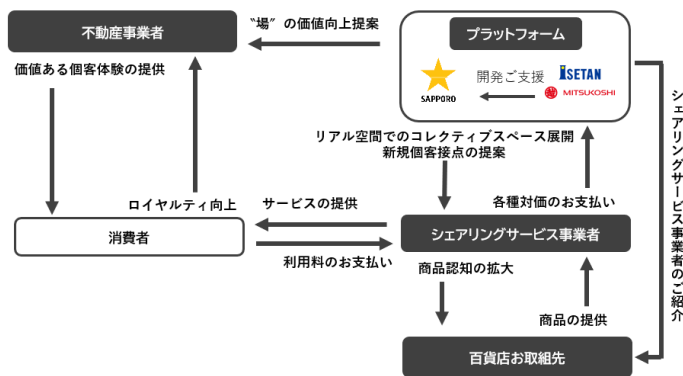 不動産事業者
〝場〟の価値向上提案
プラットフォーム
開発ご支援
SAPPORO
ISETAN
MITSUKOSHI
価値ある個客体験の提供
ロイヤルティ向上
リアル空間でのコレクティブスペース展開
新規個客接点の提案
各種対価のお支払い
シェアリングサービス事業者のご紹介
消費者
サービスの提供
利用料のお支払い
シェアリングサービス事業者
商品認知の拡大
商品の提供
百貨店お取組先